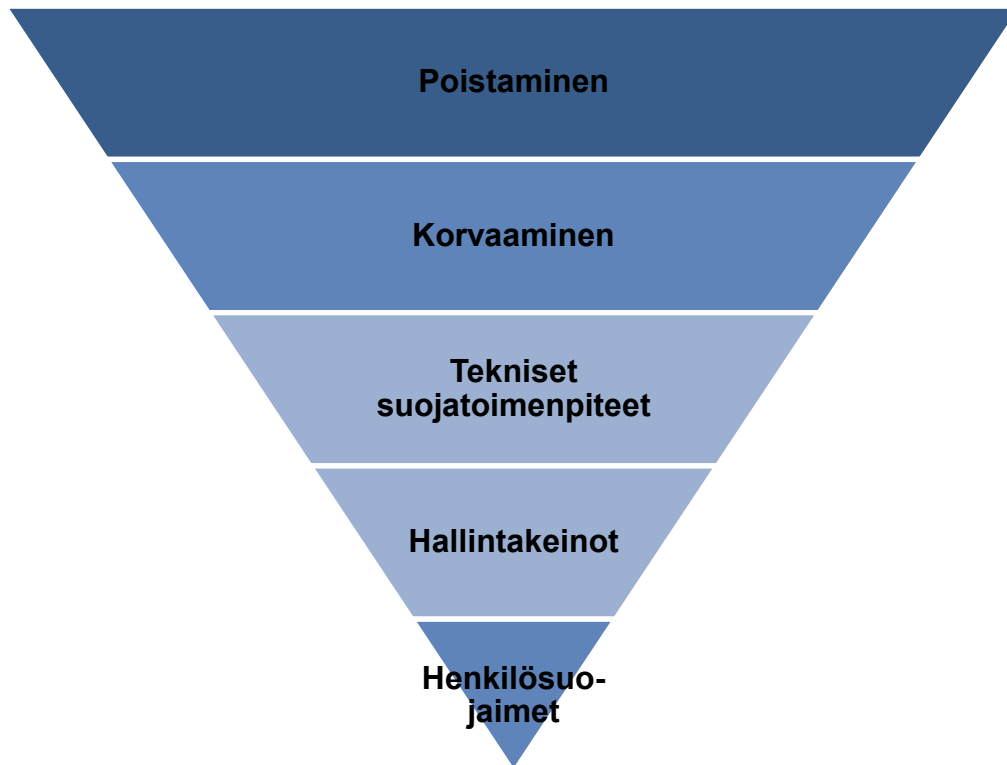 Poistaminen
Korvaaminen
Tekniset
suojatoimenpiteet
Hallintakeinot
Henkilösuo-
jaimet